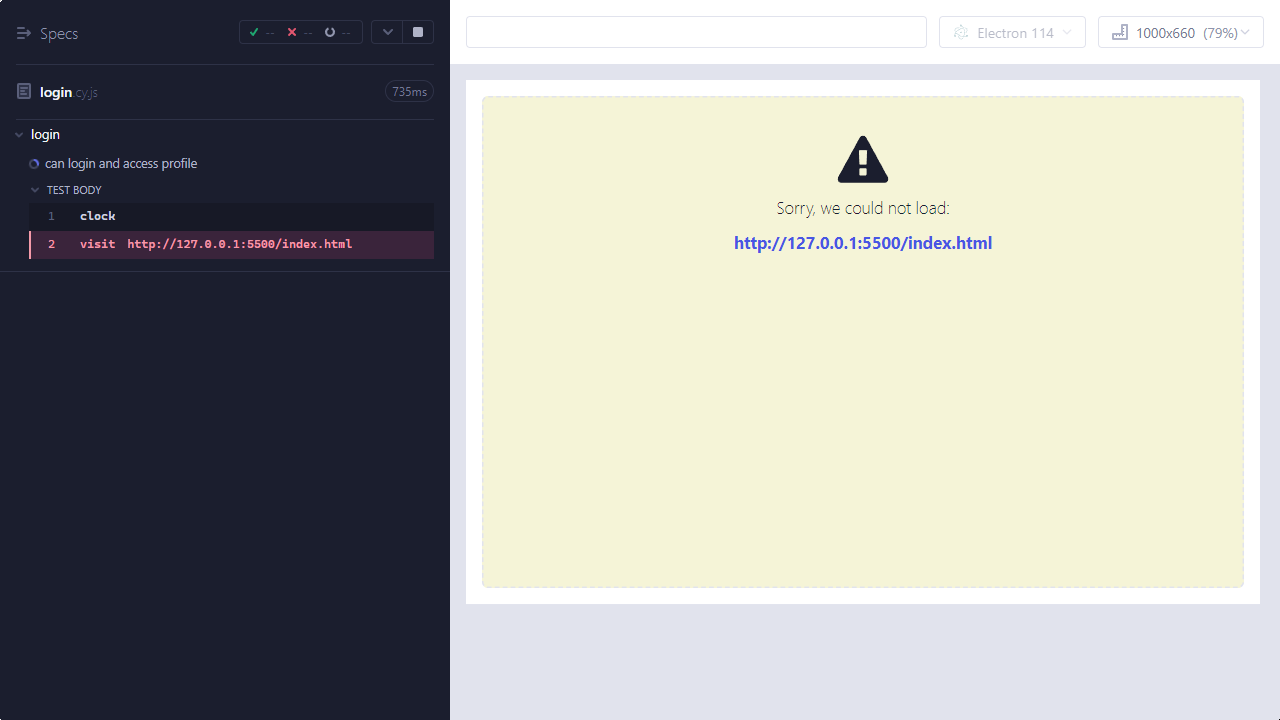 Specs
-- -- --
login.cy.js 735ms
login
can login and access profile
TEST BODY
1 clock
2 visit http://127.0.0.1:5500/index.html
Electron 114
1000x660 (79%)
Sorry, we could not load:
http://127.0.0.1:5500/index.html